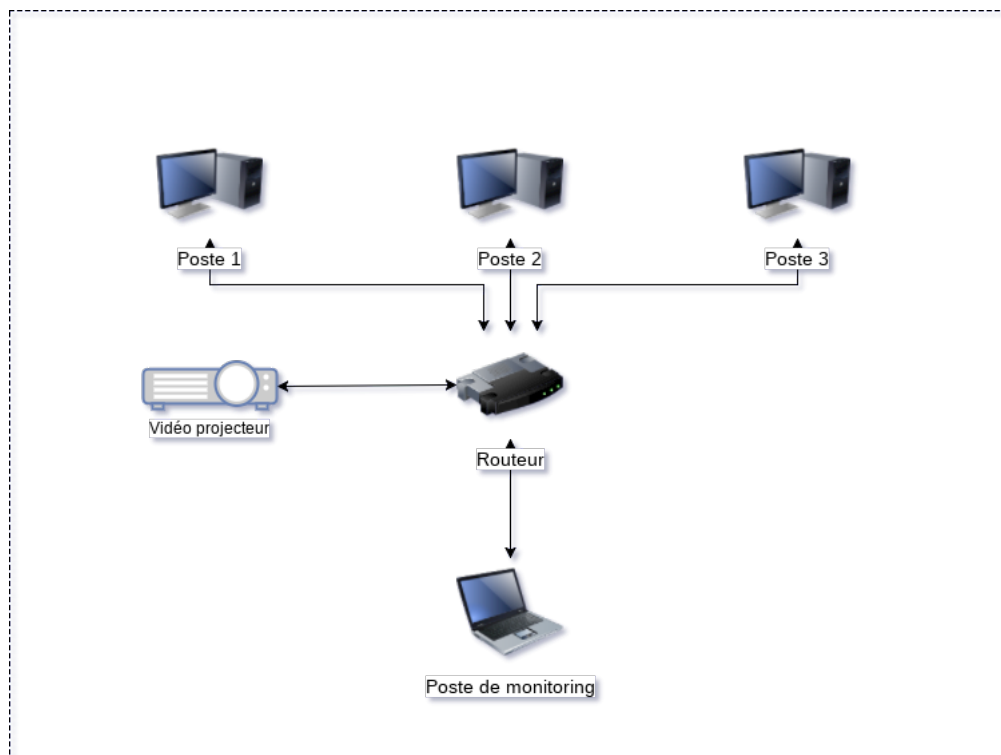 Poste 1
Poste 2
Poste 3
Vidéo projecteur
Routeur
Poste de monitoring